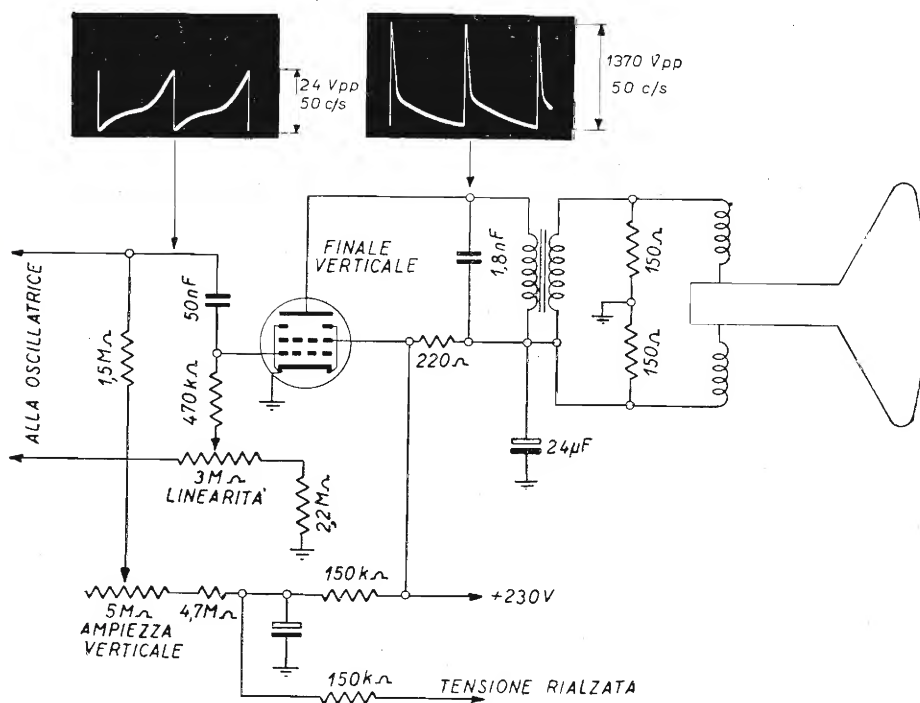 24 Vpp
50 c/s
1370 Vpp
50 c/s
ALLA OSCILLATRICE
1,5MΩ
50nF
470kΩ
FINALE
VERTICALE
1,8nF
220Ω
150Ω
150Ω
24µF
3MΩ
LINEARITÀ
2,2MΩ
5MΩ
AMPIEZZA
VERTICALE
4,7MΩ
150kΩ
+230V
150kΩ
TENSIONE RIALZATA